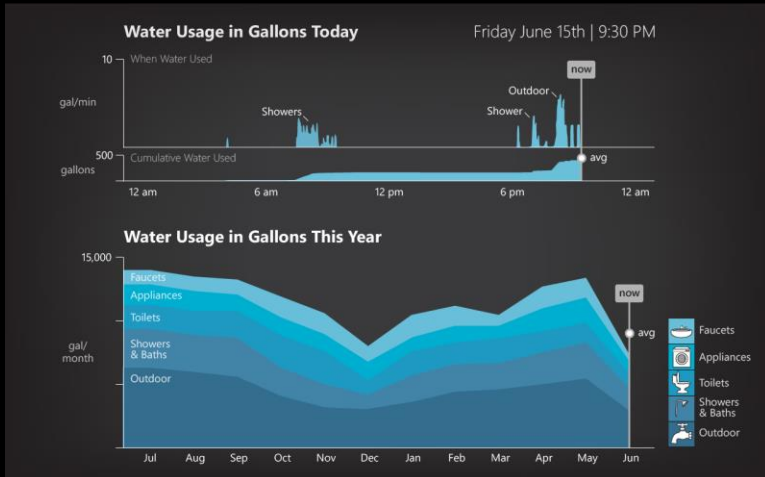 Water Usage in Gallons Today
Friday June 15th | 9:30 PM
10
When Water Used
now
gal/min
Outdoor
Showers
Shower
500
Cumulative Water Used
avg
gallons
12 am 6 am 12 pm 6 pm 12 am
Water Usage in Gallons This Year
15,000
Faucets
now
Appliances
Toilets
avg
Faucets
gal/
month
Showers
& Baths
Appliances
Outdoor
Toilets
Showers
& Baths
Outdoor
Jul Aug Sep Oct Nov Dec Jan Feb Mar Apr May Jun